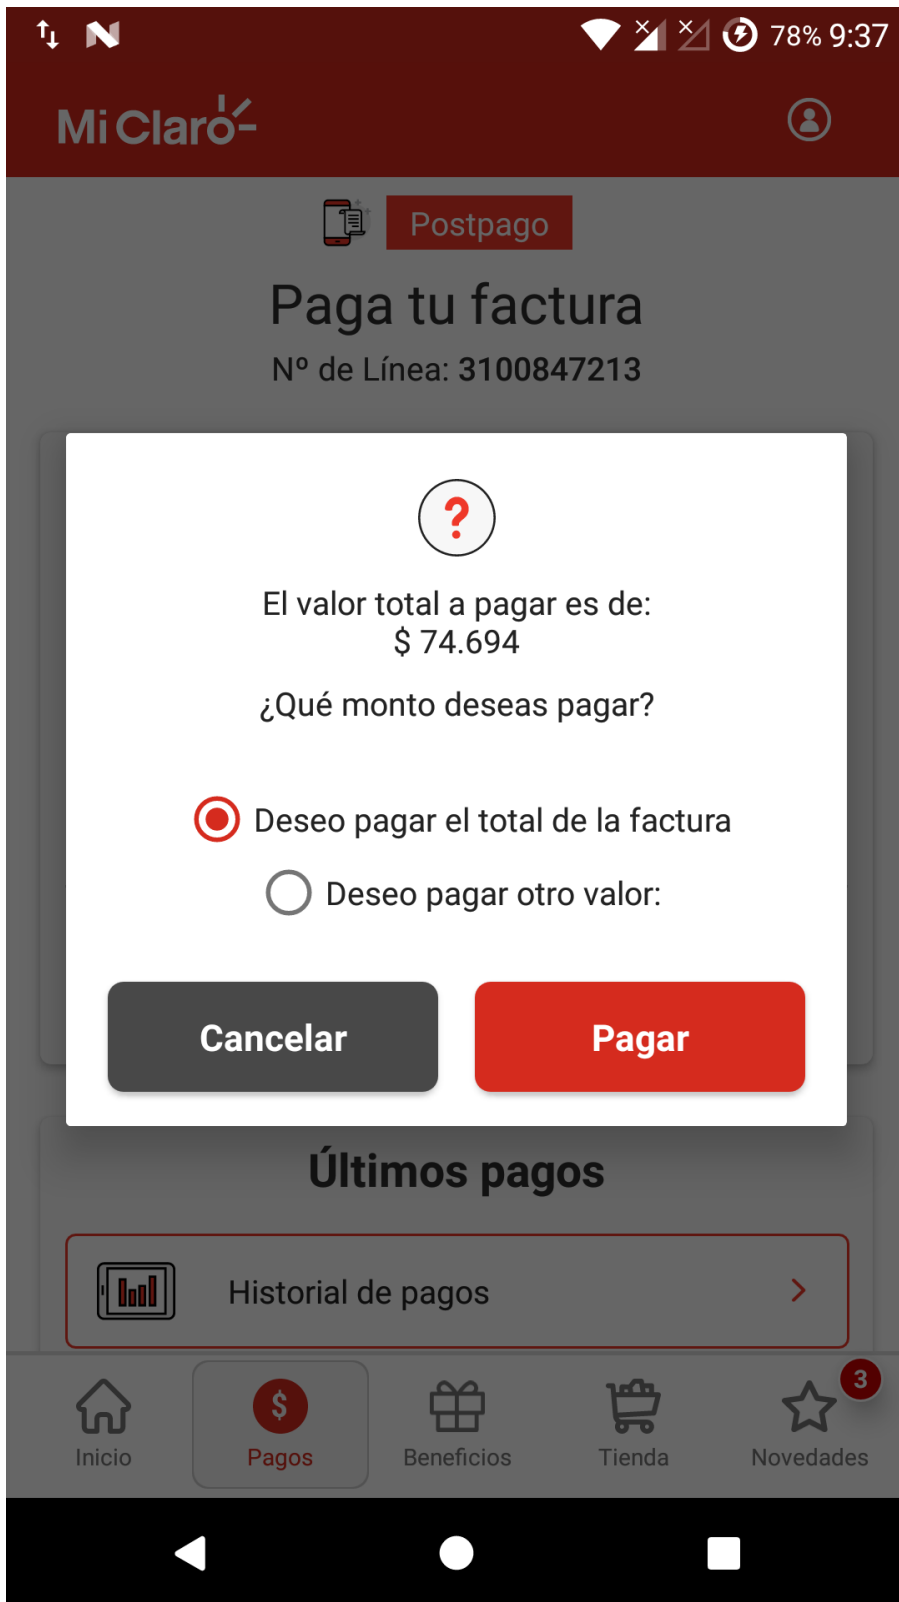 78% 9:37
Mi Claro
Postpago
Paga tu factura
Nº de Línea: 3100847213
?
El valor total a pagar es de:
$ 74.694
¿Qué monto deseas pagar?
Deseo pagar el total de la factura
Deseo pagar otro valor:
Cancelar
Pagar
Últimos pagos
Historial de pagos
3
$
Inicio
Pagos
Beneficios
Tienda
Novedades